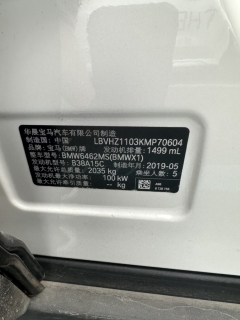 华晨宝马汽车有限公司制造
制造国：中国 LBVHZ1103KMP70604
品牌：宝马(BMW)牌 发动机排量：1499 mL
整车型号：BMW6462MS(BMWX1)
发动机型号：B38A15C 制造年月：2019-05
最大允许总质量：2035 kg 乘坐人数：5
发动机最大净功率：100 kW
最大设计装载质量：-- kg